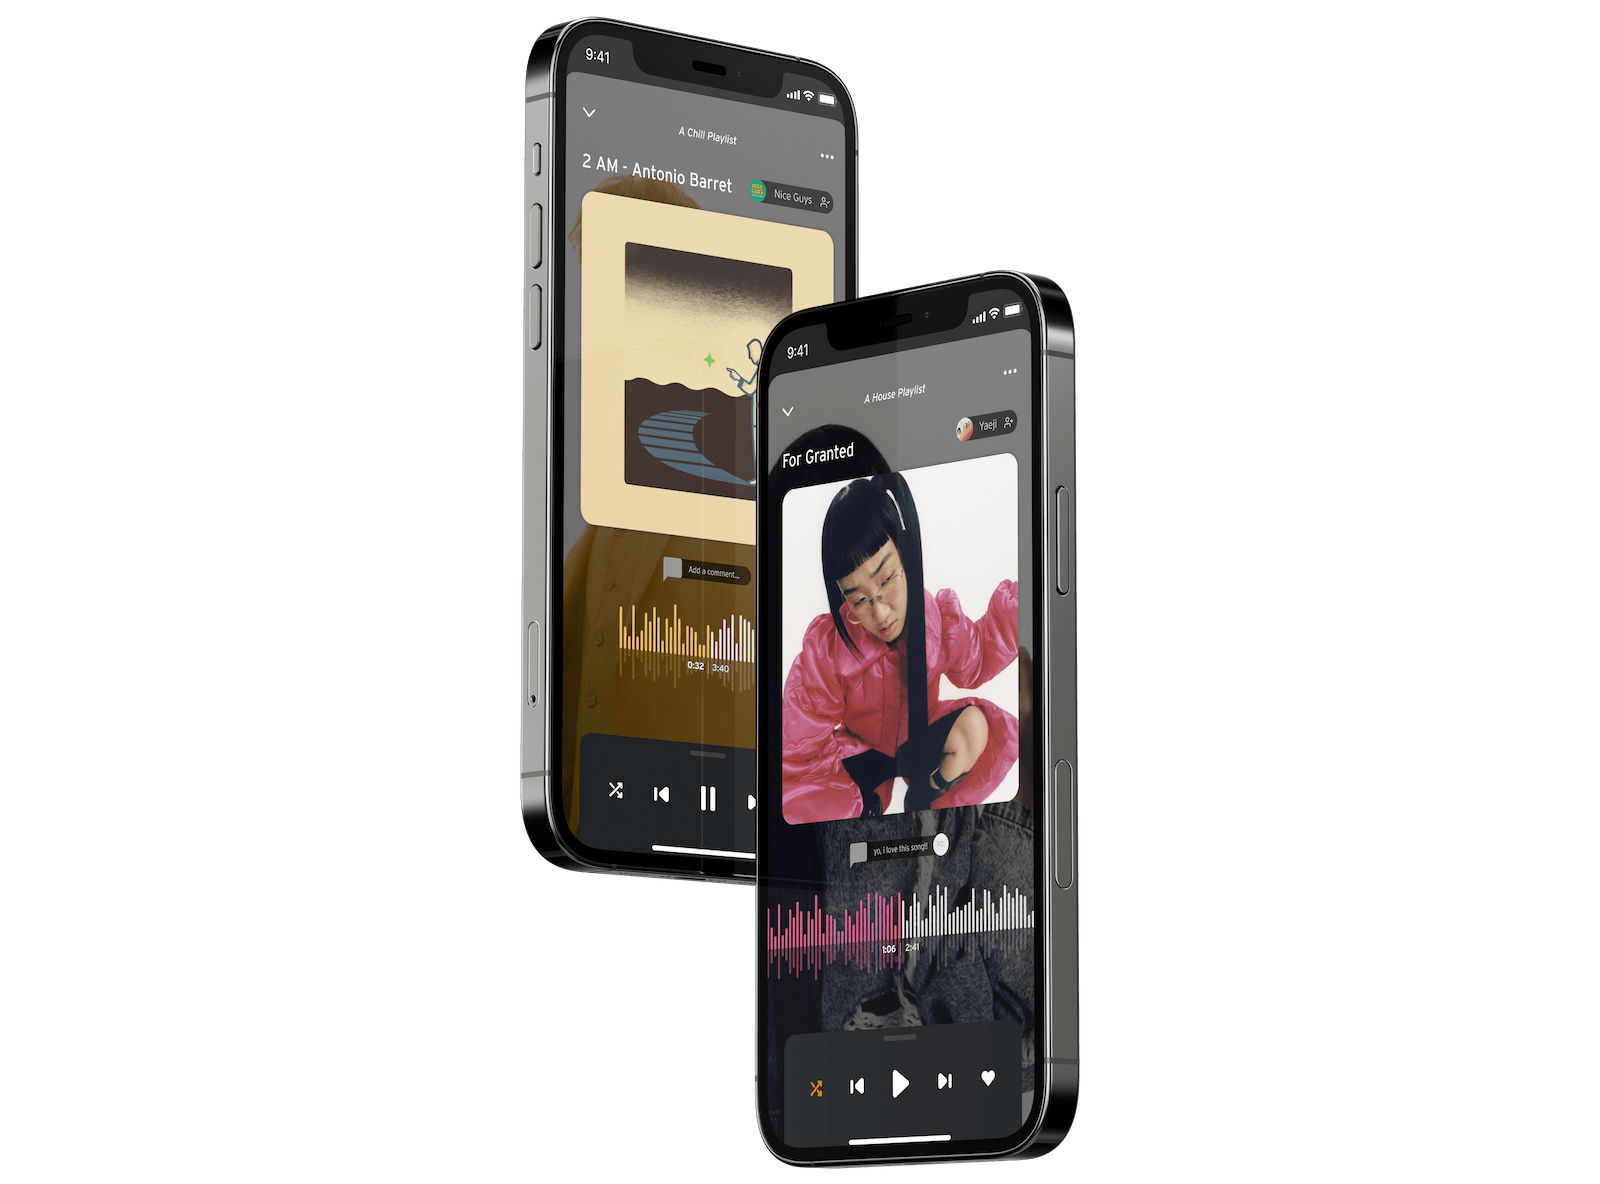 9:41
A Chill Playlist
2 AM - Antonio Barret
Nice Guys
Add a comment...
0:32 | 3:40
9:41
A House Playlist
Yaeji
For Granted
yo, i love this song!!
1:06 | 2:41